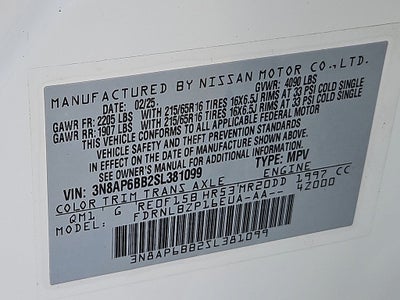 MANUFACTURED BY NISSAN MOTOR CO., LTD.
DATE: 02/25 GVWR: 4090 LBS
GAWR FR: 2205 LBS WITH 215/65R16 TIRES 16X6.5J RIMS AT 33 PSI COLD SINGLE
GAWR RR: 1907 LBS WITH 215/65R16 TIRES 16X6.5J RIMS AT 33 PSI COLD SINGLE
THIS VEHICLE CONFORMS TO ALL APPLICABLE FEDERAL MOTOR
VEHICLE SAFETY AND THEFT PREVENTION STANDARDS
IN EFFECT ON THE DATE OF MANUFACTURE SHOWN ABOVE.
SEE OWNER'S MANUAL FOR ADDITIONAL INFORMATION
VIN: 3N8AP6BB2SL381099 TYPE: MPV
COLOR TRIM TRANS AXLE ENGINE 1997 CC
QM1 G RE0F15B HR53 MR20DD 4Z000
MODEL: FDRNLBZP16EUA-AA--
3N8AP6BB2SL381099